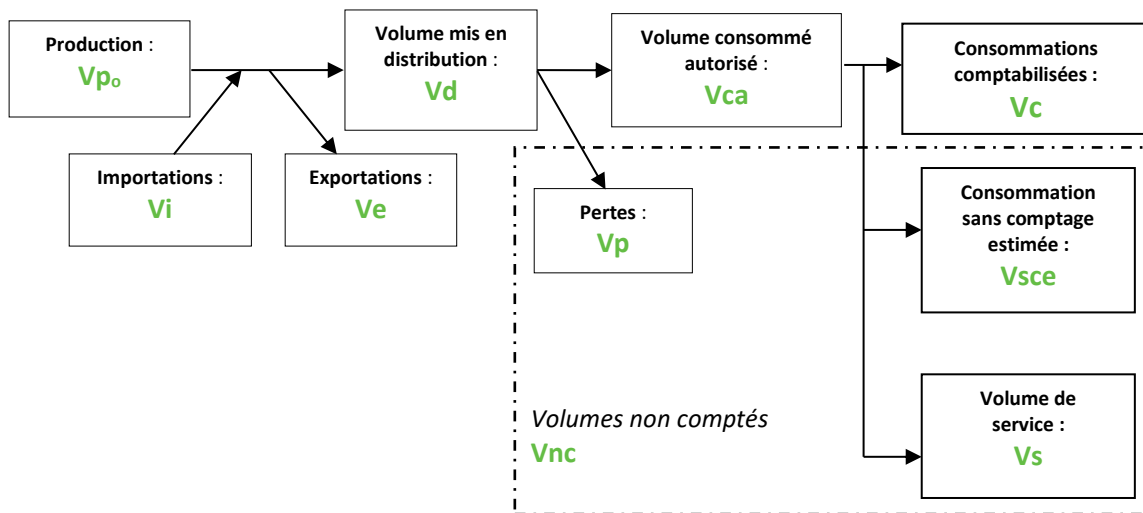 Production :
Vpo
Volume mis en
distribution :
Vd
Volume consommé
autorisé :
Vca
Consommations
comptabilisées :
Vc
Importations :
Vi
Exportations :
Ve
Pertes :
Vp
Consommation
sans comptage
estimée :
Vsce
Volumes non comptés
Vnc
Volume de
service :
Vs